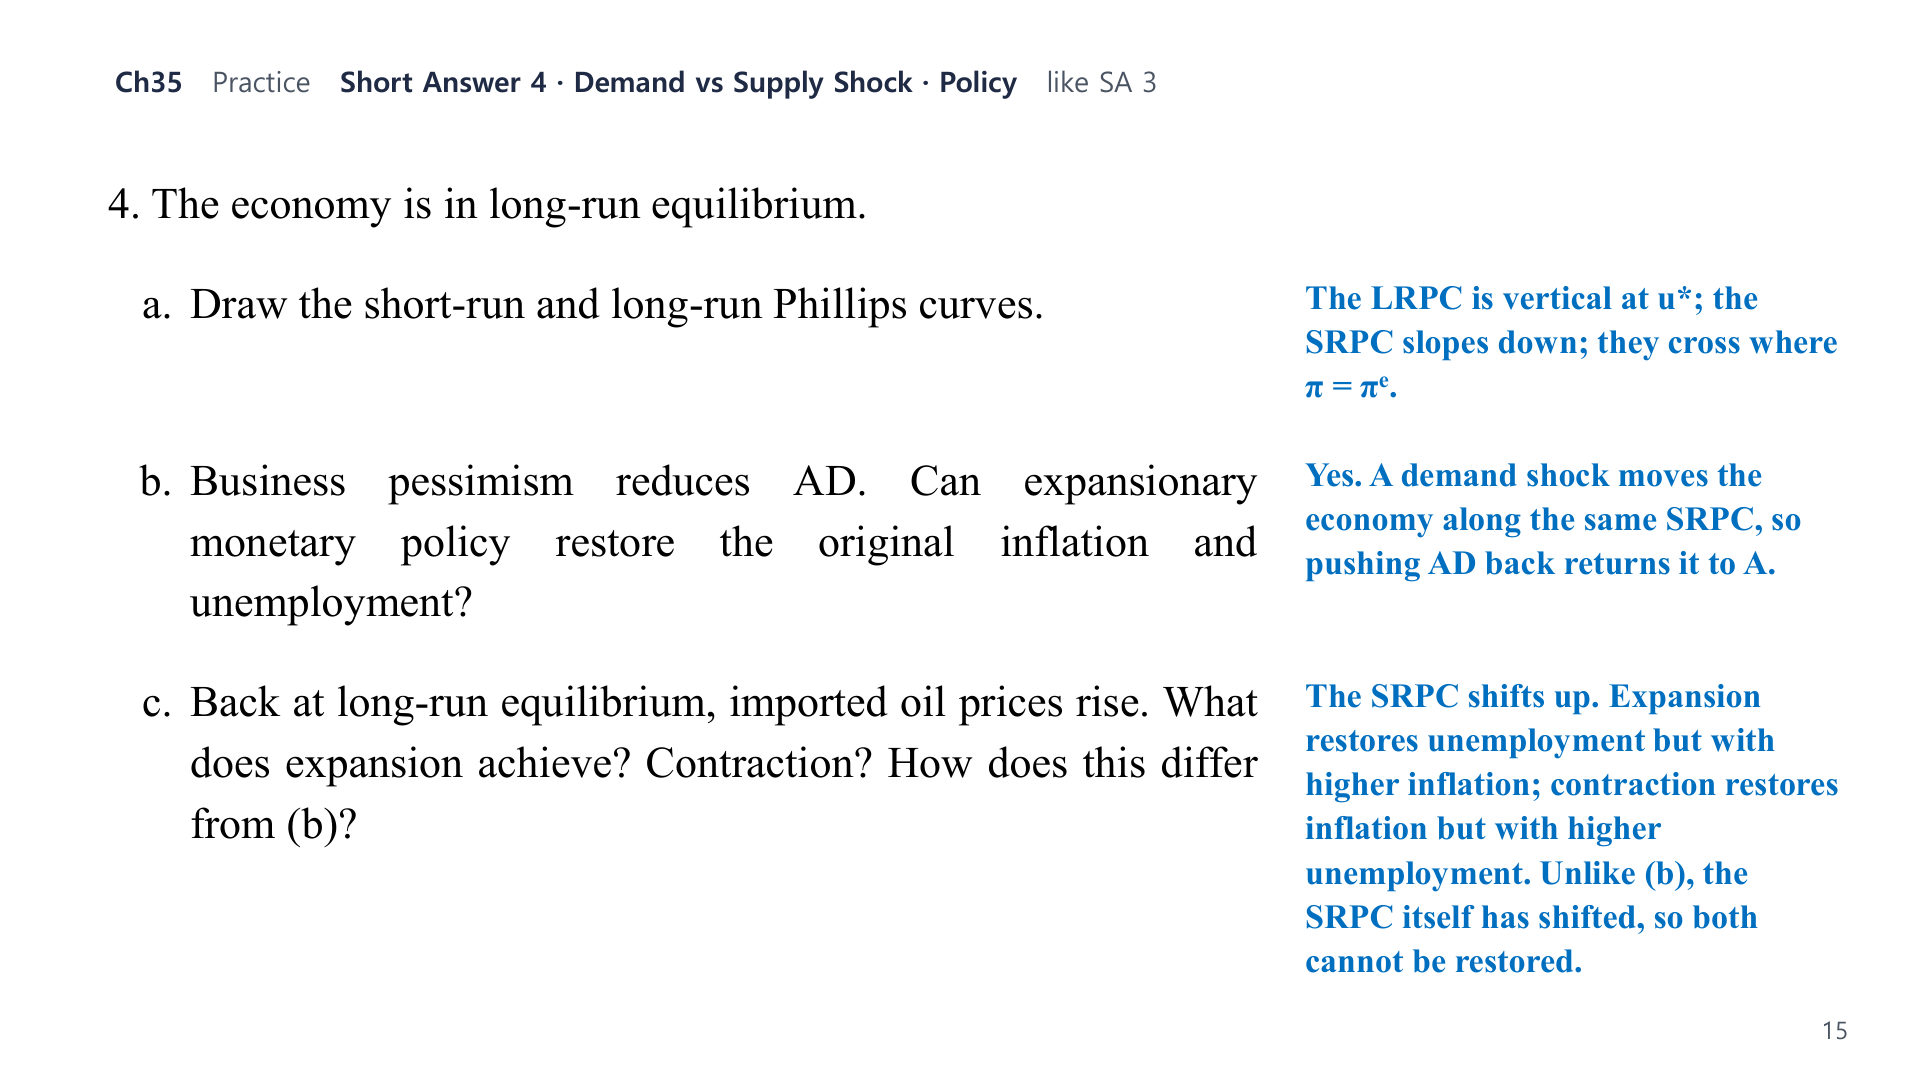 Ch35 Practice Short Answer 4 · Demand vs Supply Shock · Policy like SA 3
4. The economy is in long-run equilibrium.
a. Draw the short-run and long-run Phillips curves.
The LRPC is vertical at u*; the
SRPC slopes down; they cross where
π = πᵉ.
b. Business pessimism reduces AD. Can expansionary
monetary policy restore the original inflation and
unemployment?
Yes. A demand shock moves the
economy along the same SRPC, so
pushing AD back returns it to A.
c. Back at long-run equilibrium, imported oil prices rise. What
does expansion achieve? Contraction? How does this differ
from (b)?
The SRPC shifts up. Expansion
restores unemployment but with
higher inflation; contraction restores
inflation but with higher
unemployment. Unlike (b), the
SRPC itself has shifted, so both
cannot be restored.
15